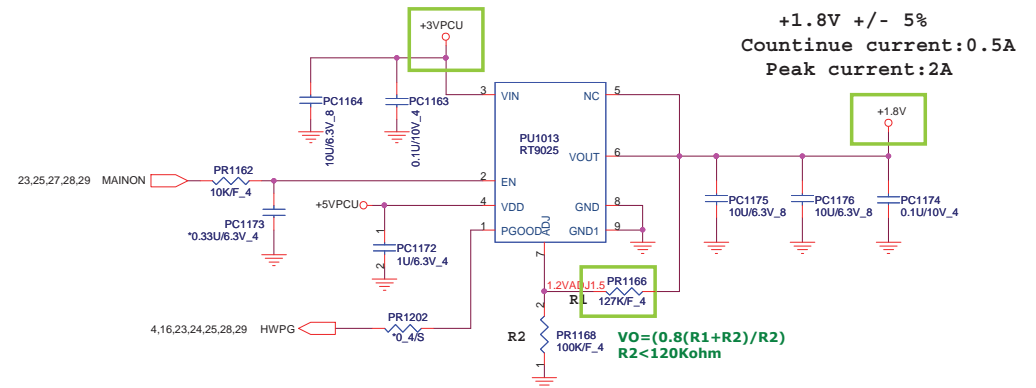 +3VPCU
+1.8V +/- 5%
Countinue current:0.5A
Peak current:2A
PC1164
10U/6.3V_8
PC1163
0.1U/10V_4
3
VIN
NC
5
PU1013
RT9025
VOUT
6
+1.8V
23,25,27,28,29 MAINON
PR1162
10K/F_4
2
EN
PC1173
*0.33U/6.3V_4
+5VPCU
4
VDD
GND
8
1
PGOOD
ADJ
GND1
9
7
PC1175
10U/6.3V_8
PC1176
10U/6.3V_8
PC1174
0.1U/10V_4
1
PC1172
1U/6.3V_4
2
1.2VADJ1.5
PR1166
R1
127K/F_4
4,16,23,24,25,28,29 HWPG
PR1202
*0_4/S
2
R2
PR1168
100K/F_4
1
VO=(0.8(R1+R2)/R2)
R2<120Kohm